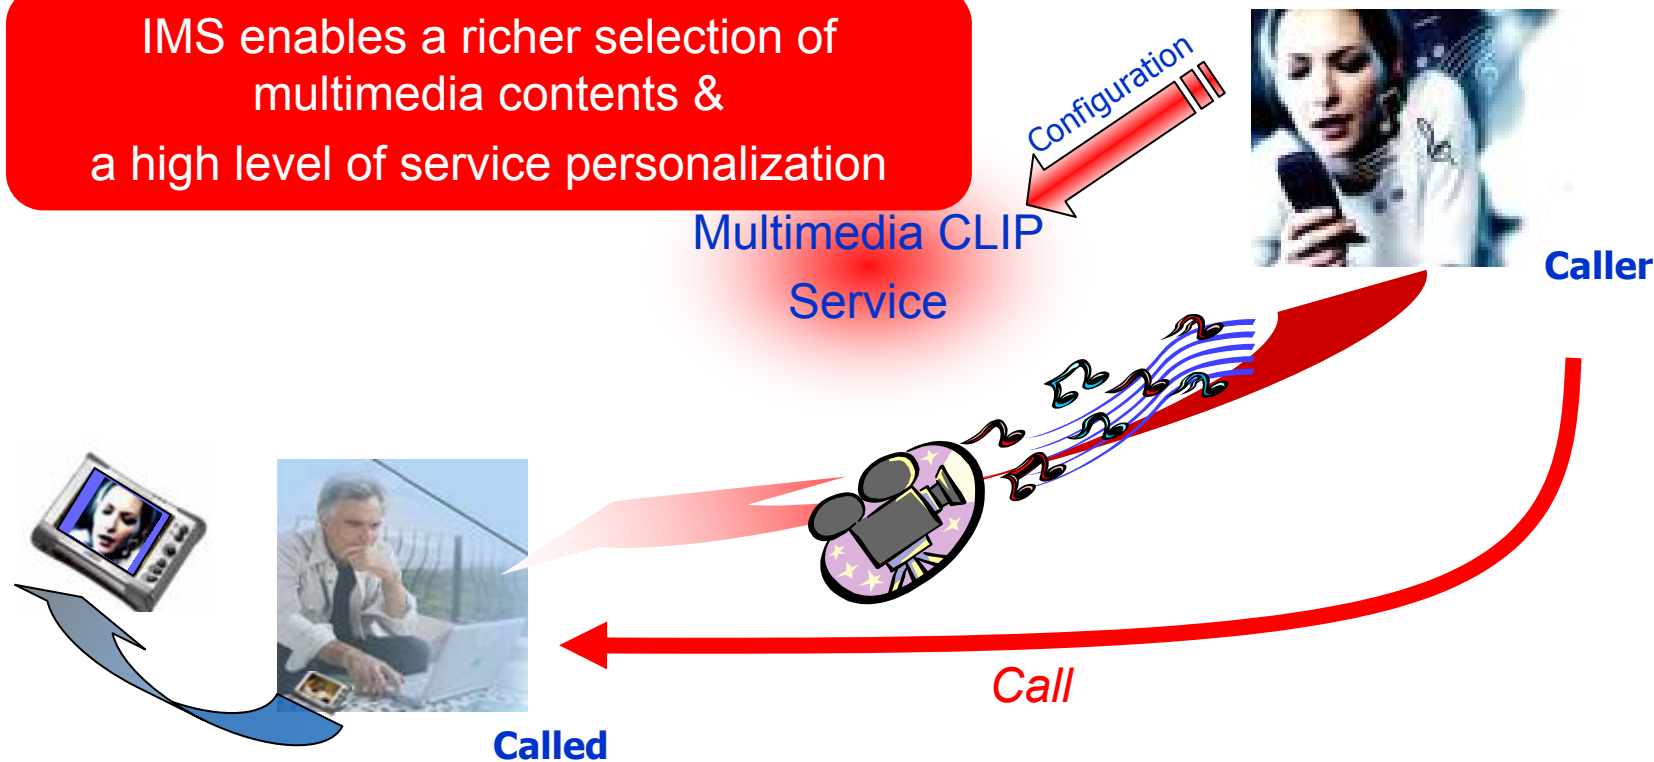 IMS enables a richer selection of
multimedia contents &
a high level of service personalization
Configuration
Multimedia CLIP
Service
Caller
Call
Called